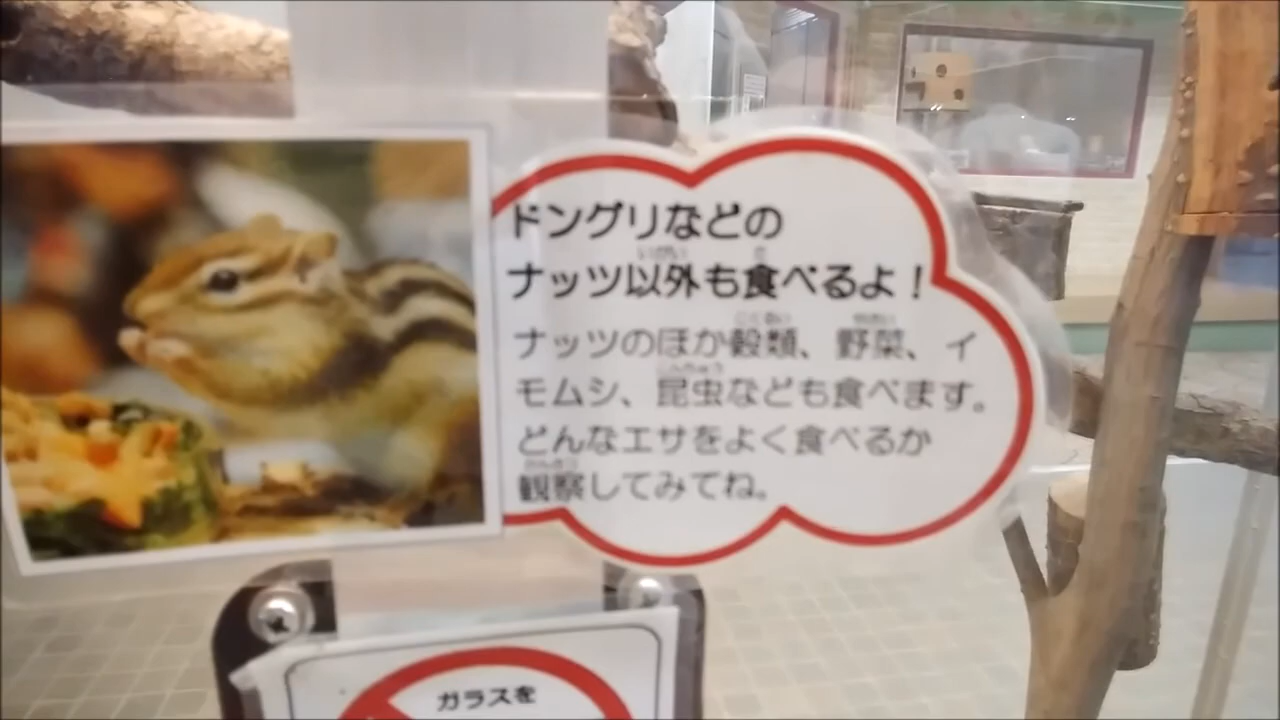 ドングリなどの
ナッツ以外も食べるよ！
ナッツのほか穀類、野菜、イ
モムシ、昆虫なども食べます。
どんなエサをよく食べるか
観察してみてね。
ガラスを